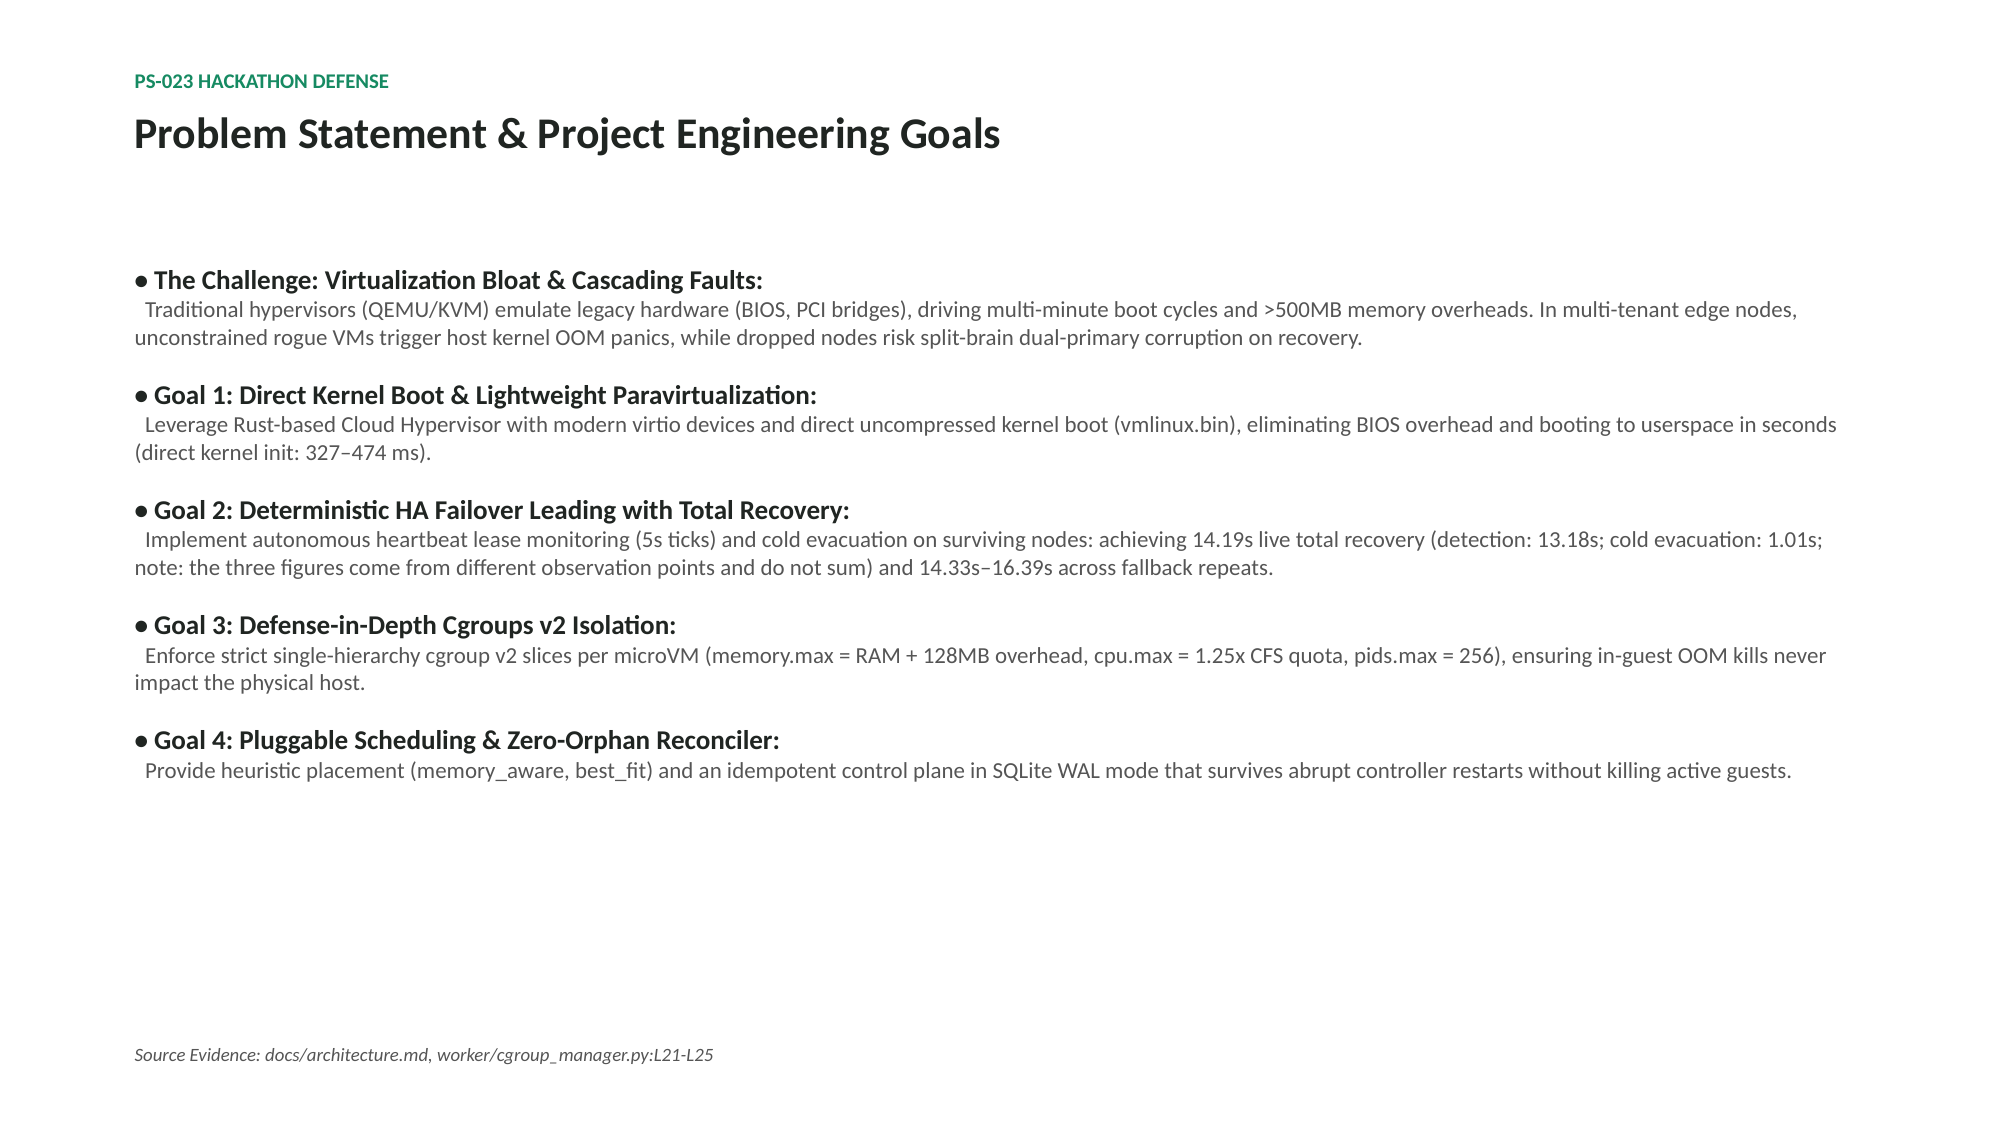 PS-023 HACKATHON DEFENSE
Problem Statement & Project Engineering Goals
● The Challenge: Virtualization Bloat & Cascading Faults:
Traditional hypervisors (QEMU/KVM) emulate legacy hardware (BIOS, PCI bridges), driving multi-minute boot cycles and >500MB memory overheads. In multi-tenant edge nodes,
unconstrained rogue VMs trigger host kernel OOM panics, while dropped nodes risk split-brain dual-primary corruption on recovery.
● Goal 1: Direct Kernel Boot & Lightweight Paravirtualization:
Leverage Rust-based Cloud Hypervisor with modern virtio devices and direct uncompressed kernel boot (vmlinux.bin), eliminating BIOS overhead and booting to userspace in seconds
(direct kernel init: 327–474 ms).
● Goal 2: Deterministic HA Failover Leading with Total Recovery:
Implement autonomous heartbeat lease monitoring (5s ticks) and cold evacuation on surviving nodes: achieving 14.19s live total recovery (detection: 13.18s; cold evacuation: 1.01s;
note: the three figures come from different observation points and do not sum) and 14.33s–16.39s across fallback repeats.
● Goal 3: Defense-in-Depth Cgroups v2 Isolation:
Enforce strict single-hierarchy cgroup v2 slices per microVM (memory.max = RAM + 128MB overhead, cpu.max = 1.25x CFS quota, pids.max = 256), ensuring in-guest OOM kills never
impact the physical host.
● Goal 4: Pluggable Scheduling & Zero-Orphan Reconciler:
Provide heuristic placement (memory_aware, best_fit) and an idempotent control plane in SQLite WAL mode that survives abrupt controller restarts without killing active guests.
Source Evidence: docs/architecture.md, worker/cgroup_manager.py:L21-L25